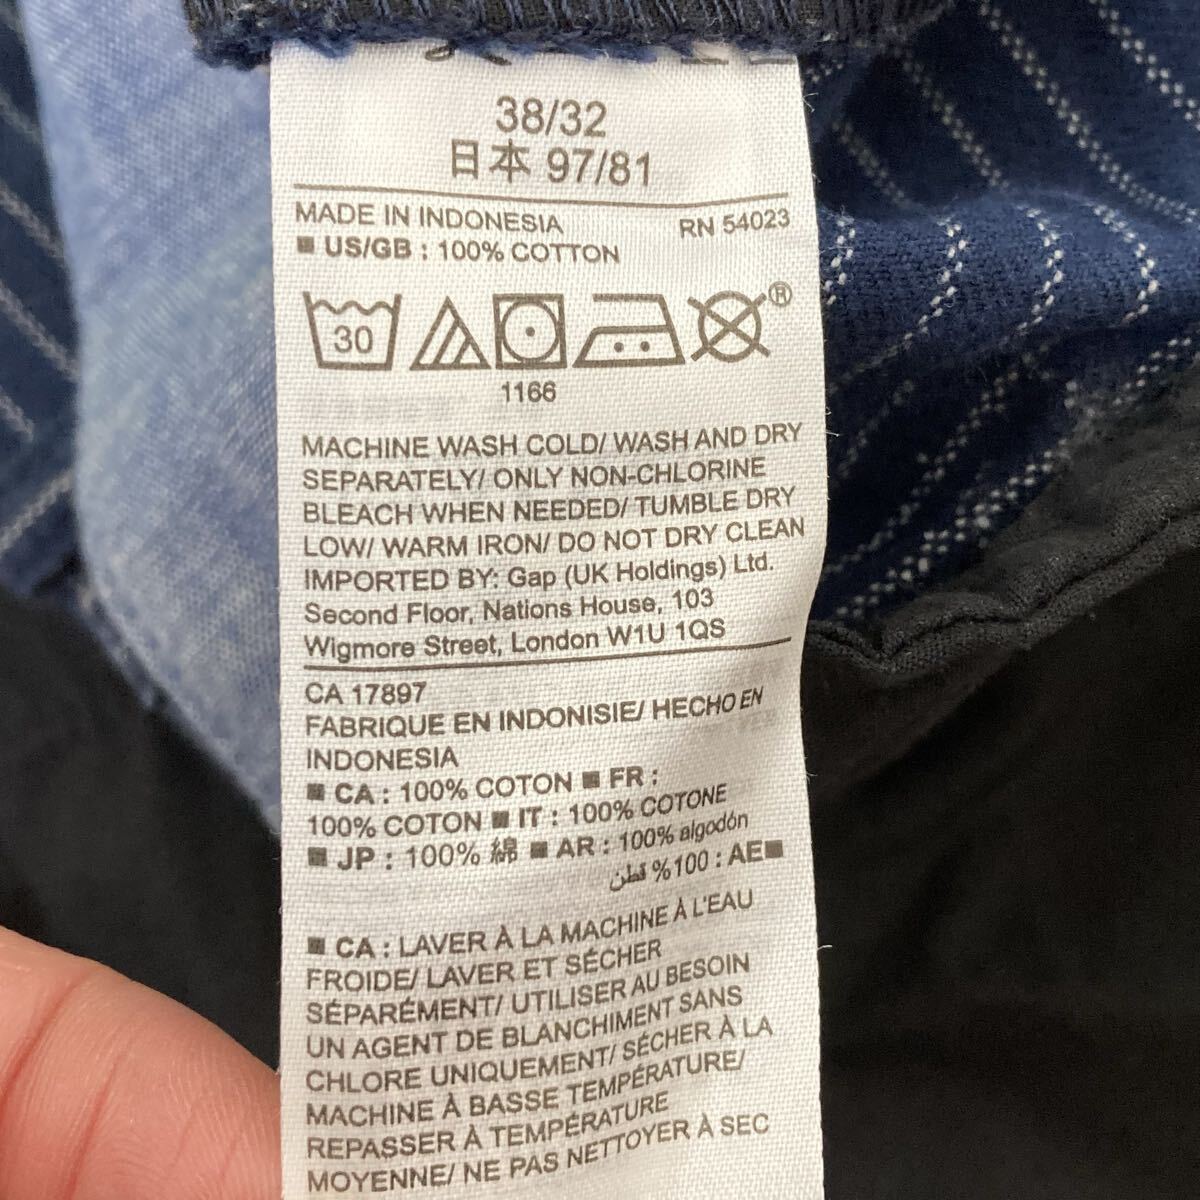 38/32
日本 97/81
MADE IN INDONESIA RN 54023
■ US/GB : 100% COTTON
30 ®
1166
MACHINE WASH COLD/ WASH AND DRY
SEPARATELY/ ONLY NON-CHLORINE
BLEACH WHEN NEEDED/ TUMBLE DRY
LOW/ WARM IRON/ DO NOT DRY CLEAN
IMPORTED BY: Gap (UK Holdings) Ltd.
Second Floor, Nations House, 103
Wigmore Street, London W1U 1QS
CA 17897
FABRIQUE EN INDONISIE/ HECHO EN
INDONESIA
■ CA : 100% COTON ■ FR :
100% COTON ■ IT : 100% COTONE
■ JP : 100% 綿 ■ AR : 100% algodón
■AE : 100% قطن
■ CA : LAVER À LA MACHINE À L'EAU
FROIDE/ LAVER ET SÉCHER
SÉPARÉMENT/ UTILISER AU BESOIN
UN AGENT DE BLANCHIMENT SANS
CHLORE UNIQUEMENT/ SÉCHER À LA
MACHINE À BASSE TEMPÉRATURE/
REPASSER À TEMPÉRATURE
MOYENNE/ NE PAS NETTOYER À SEC